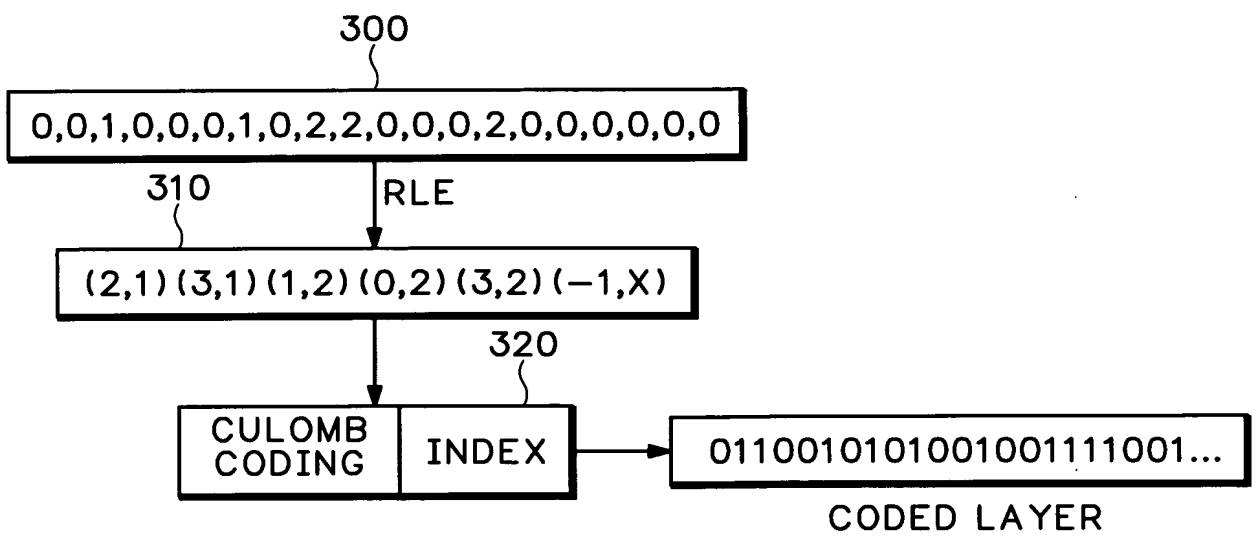 300
0,0,1,0,0,0,1,0,2,2,0,0,0,2,0,0,0,0,0,0
310
RLE
(2,1)(3,1)(1,2)(0,2)(3,2)(−1,X)
320
CULOMB
CODING
INDEX
0110010101001001111001...
CODED LAYER